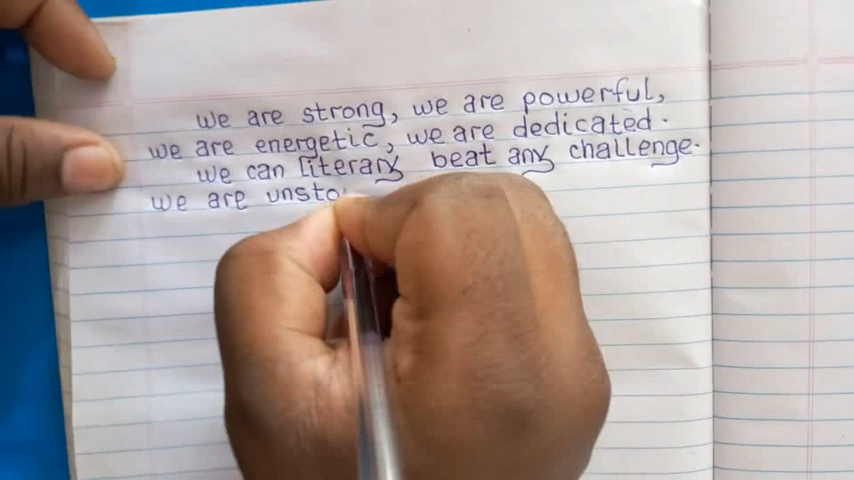 we are strong, we are powerful,
we are energetic, we are dedicated.
we can literary beat any challenge.
we are unsto